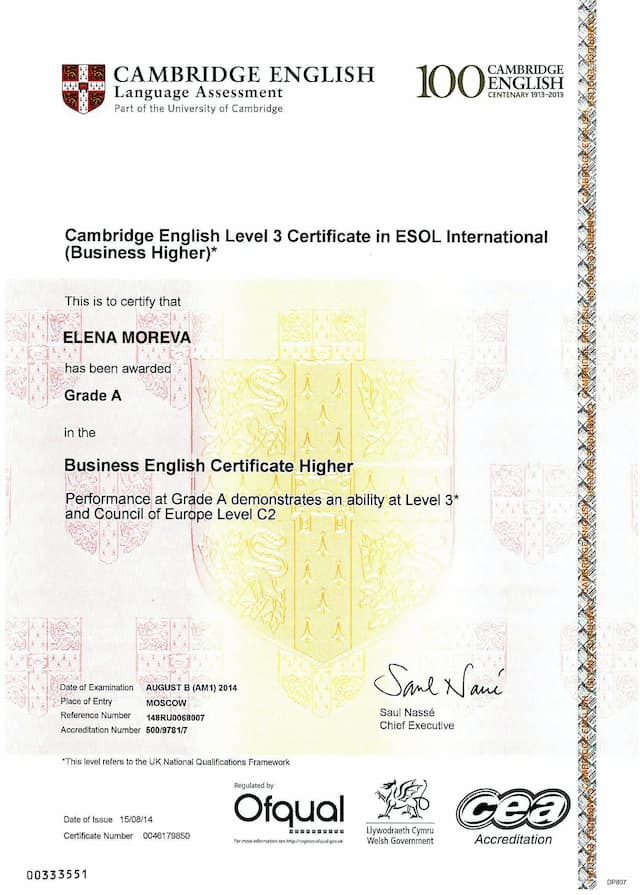 CAMBRIDGE ENGLISH
Language Assessment
Part of the University of Cambridge
100 CAMBRIDGE
ENGLISH
CENTENARY 1913-2013
Cambridge English Level 3 Certificate in ESOL International
(Business Higher)*
This is to certify that
ELENA MOREVA
has been awarded
Grade A
in the
Business English Certificate Higher
Performance at Grade A demonstrates an ability at Level 3*
and Council of Europe Level C2
Date of Examination AUGUST B (AM1) 2014
Place of Entry MOSCOW
Reference Number 148RU0068007
Accreditation Number 500/9781/7
Saul Nassé
Chief Executive
*This level refers to the UK National Qualifications Framework
Date of Issue 15/08/14
Certificate Number 0046179850
Regulated by
Ofqual
For more information see http://register.ofqual.gov.uk
Llywodraeth Cymru
Welsh Government
cea
Accreditation
00333551
DP807